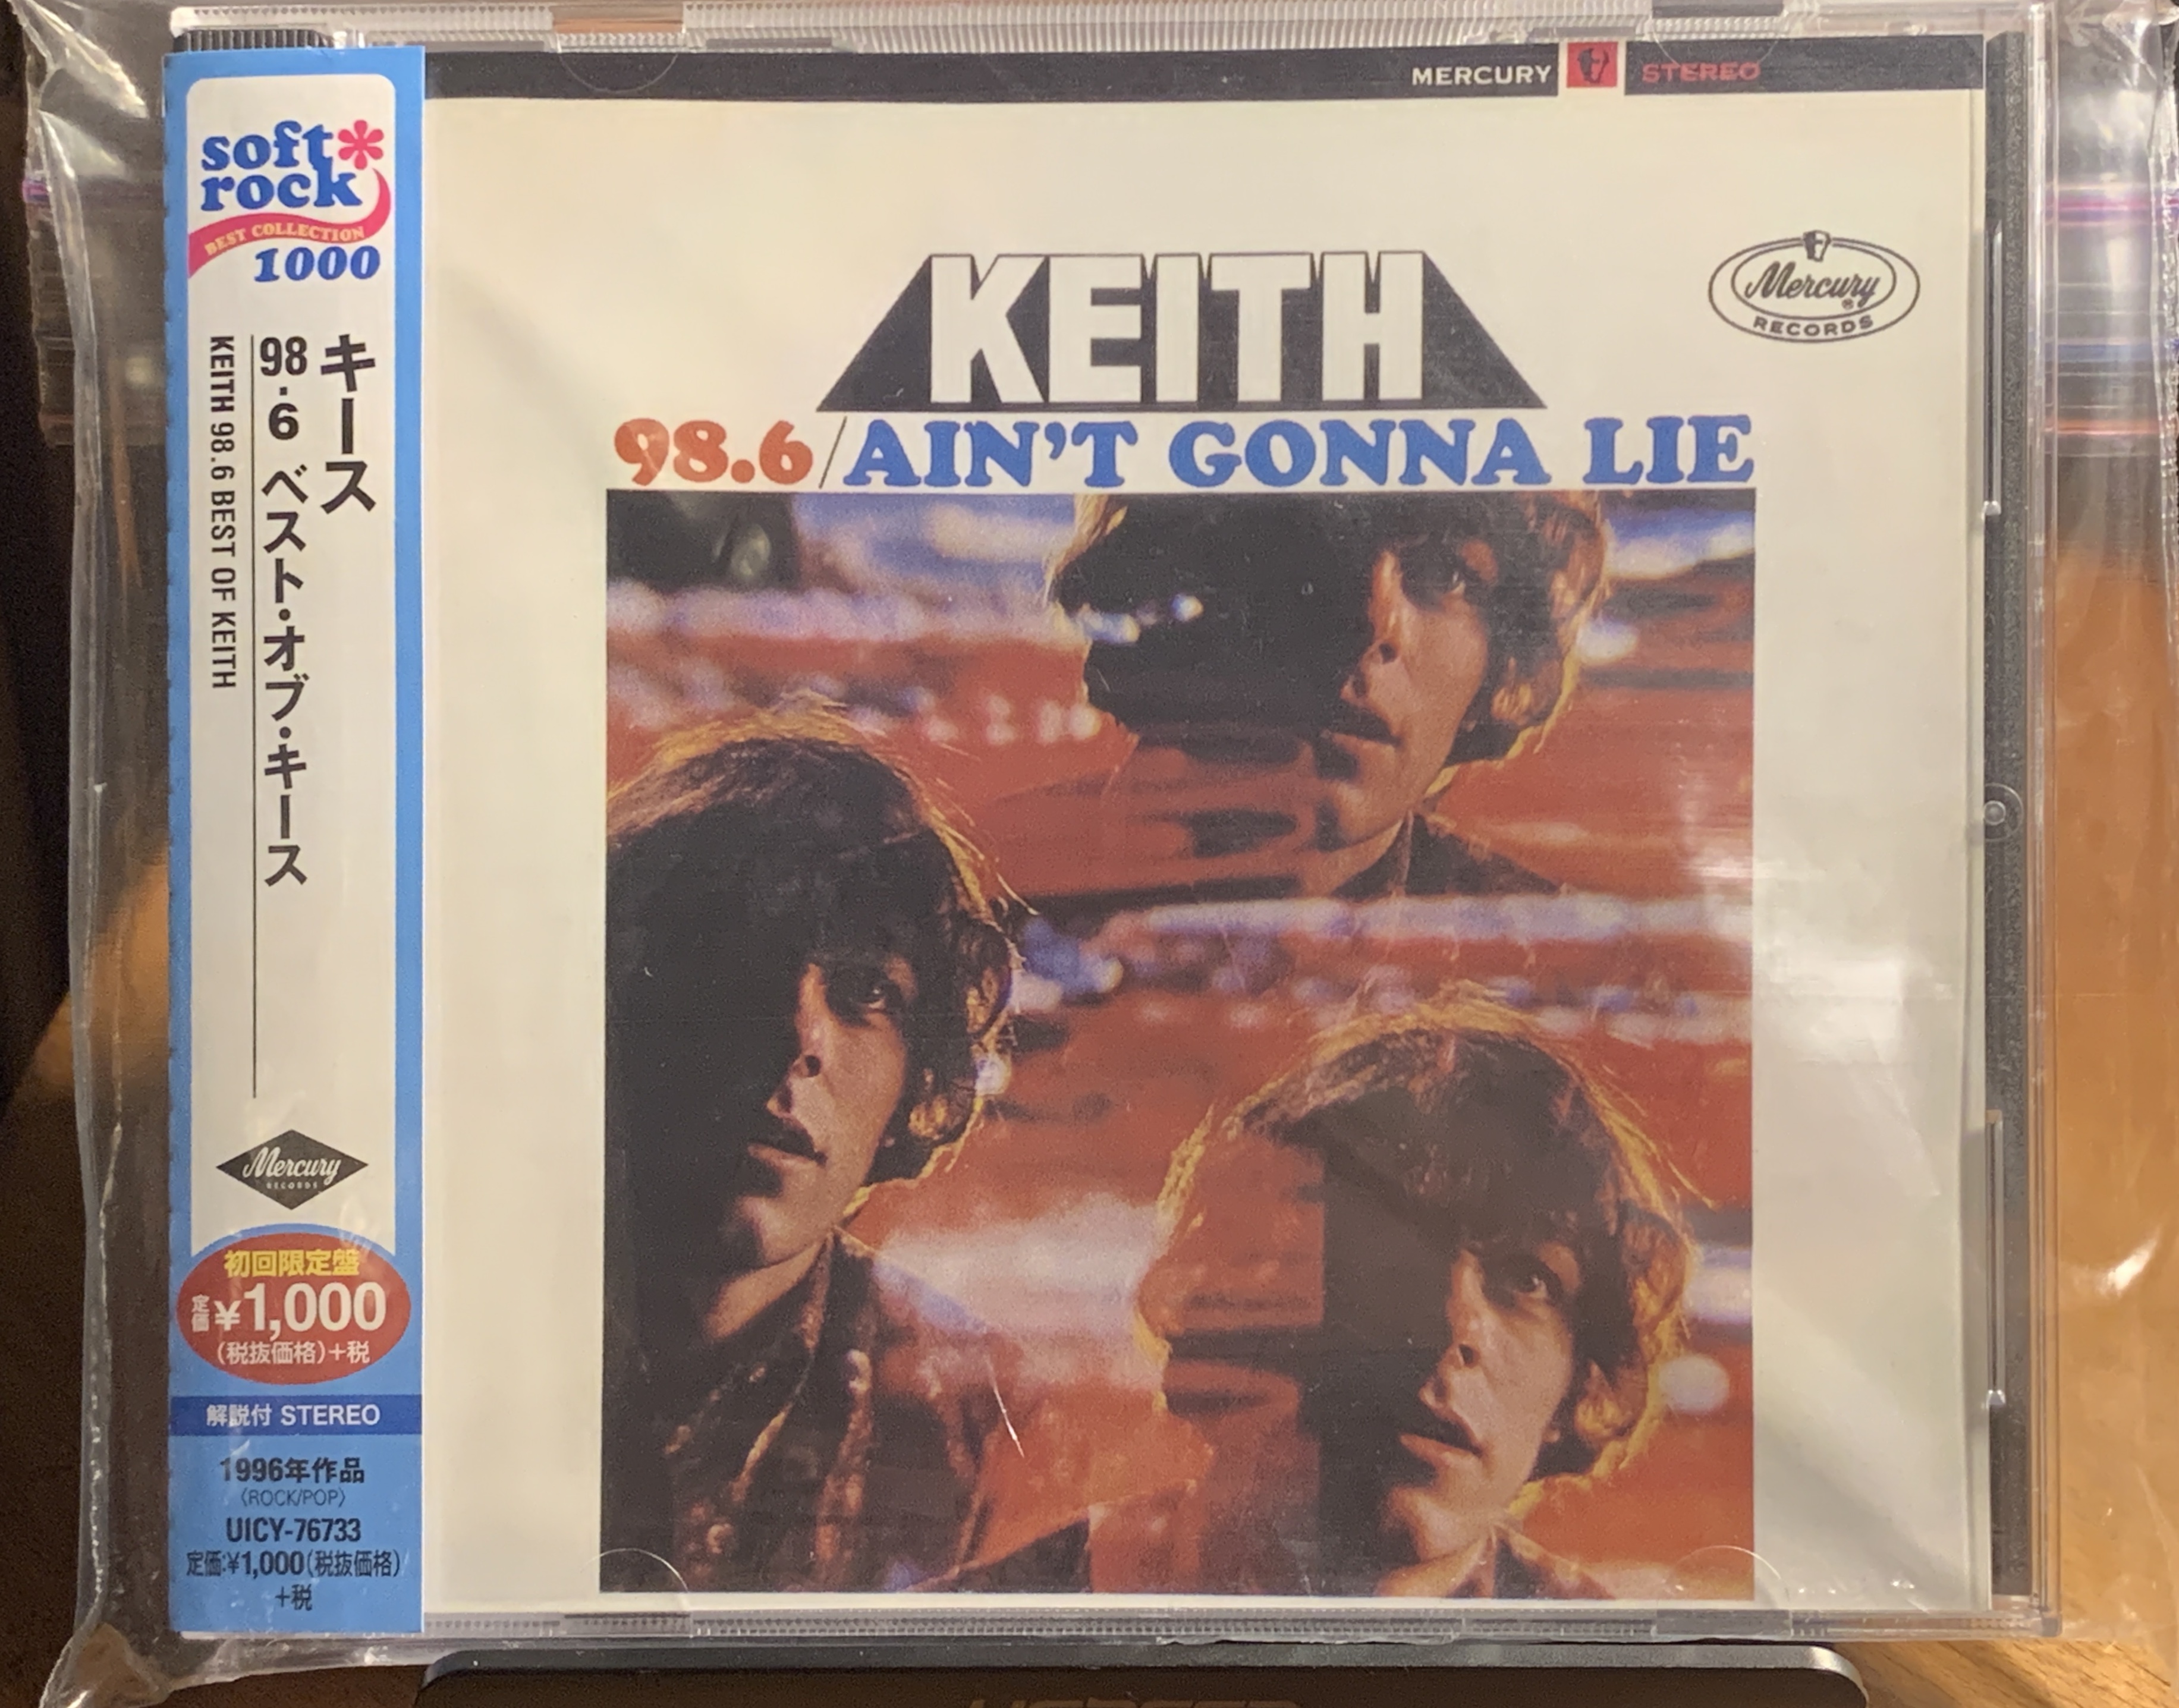 soft
rock
BEST COLLECTION
1000
キース
98.6 ベスト・オブ・キース
KEITH 98.6 BEST OF KEITH
Mercury
RECORDS
初回限定盤
定価¥1,000
(税抜価格)+税
解説付 STEREO
1996年作品
〈ROCK/POP〉
UICY-76733
定価:¥1,000(税抜価格)
+税
MERCURY STEREO
KEITH
Mercury®
RECORDS
98.6/AIN'T GONNA LIE